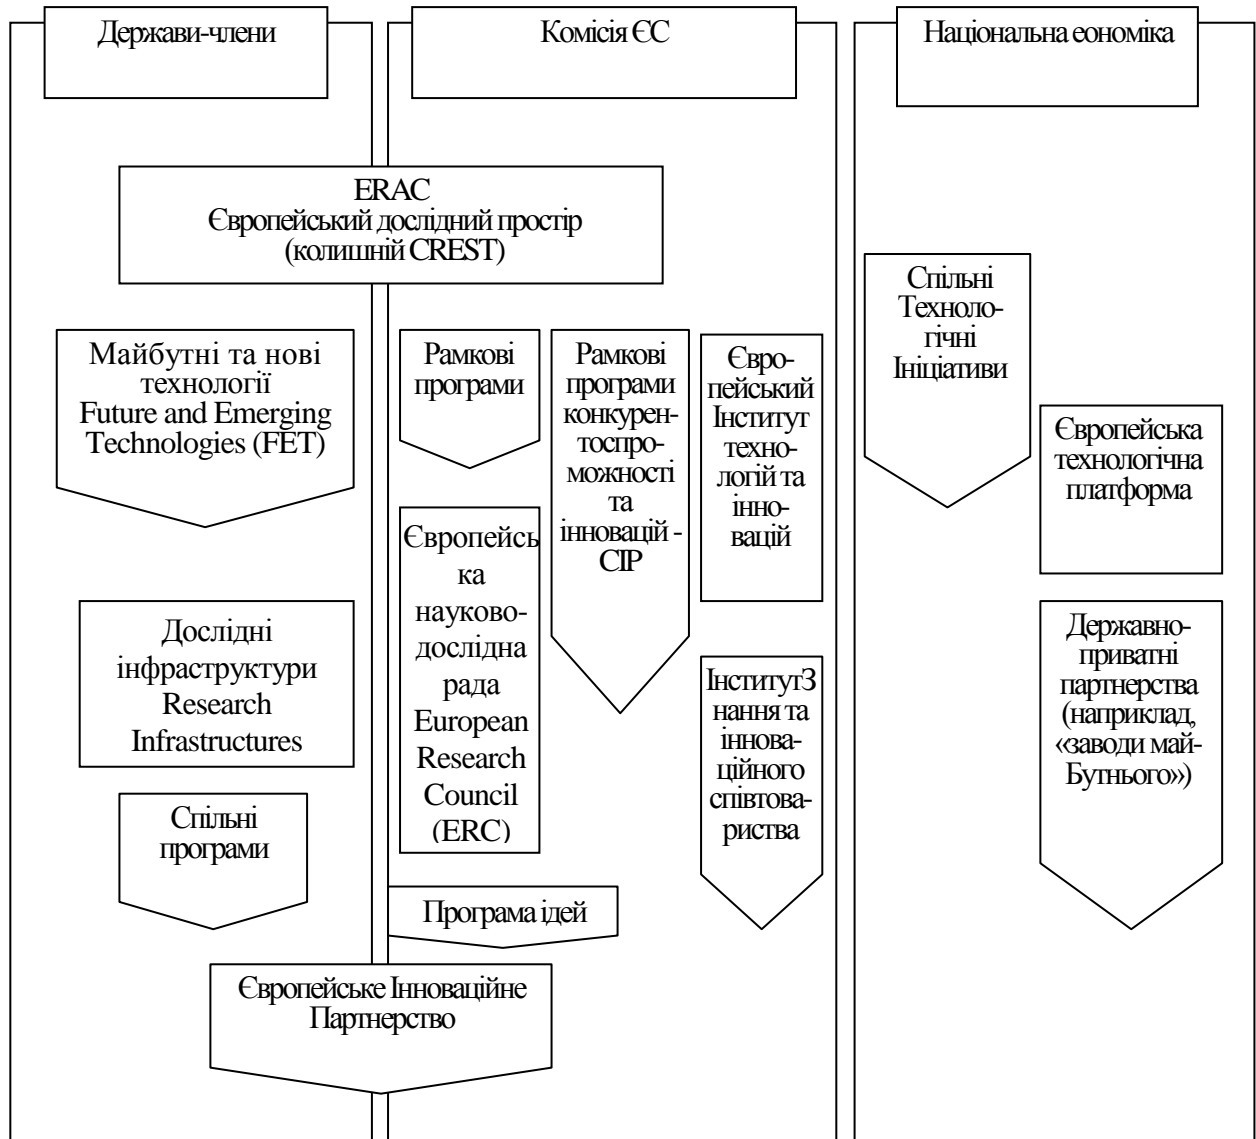 Держави-члени
Комісія ЄС
Національна еономіка
ERAC
Європейський дослідний простір
(колишній CREST)
Майбутні та нові
технології
Future and Emerging
Technologies (FET)
Дослідні
інфраструктури
Research
Infrastructures
Спільні
програми
Рамкові
програми
Європейсь
ка
науково-
дослідна
рада
European
Research
Council
(ERC)
Програма ідей
Європейське Інноваційне
Партнерство
Рамкові
програми
конкурен-
тоспро-
можності
та
інновацій -
CIP
Євро-
пейський
Інститут
техно-
логій та
інно-
вацій
ІнститутЗ
нання та
іннова-
ційного
співтова-
риства
Спільні
Техноло-
гічні
Ініціативи
Європейська
технологічна
платформа
Державно-
приватні
партнерства
(наприклад,
«заводи май-
Бутнього»)